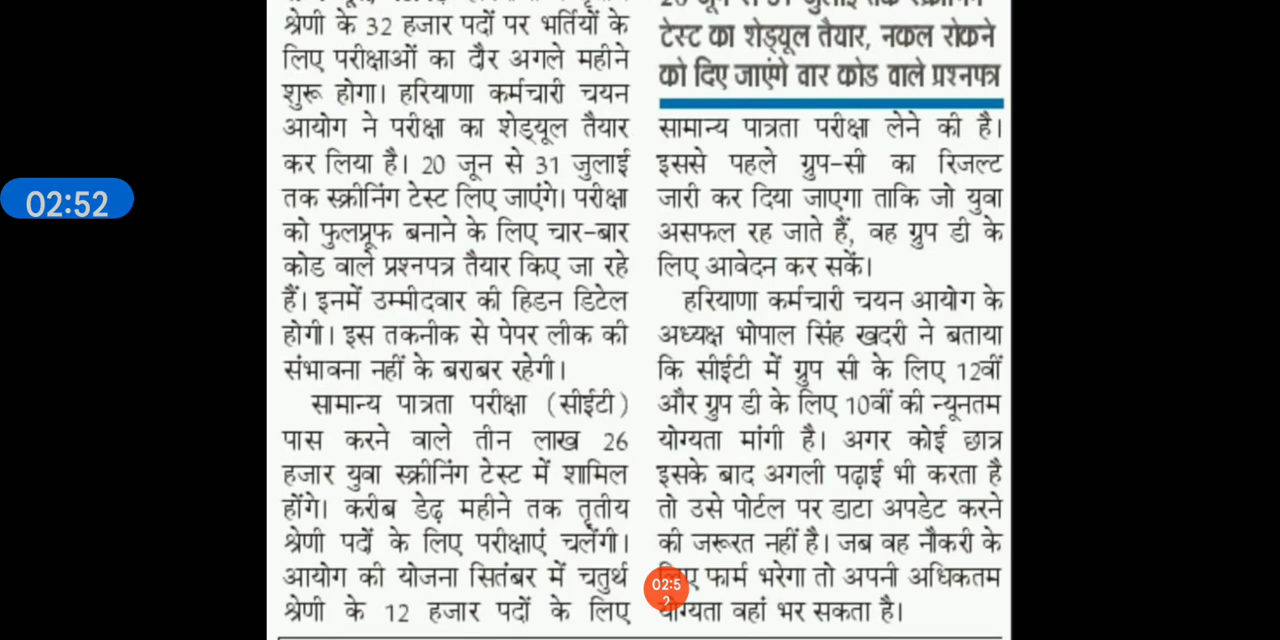 श्रेणी के 32 हजार पदों पर भर्तियों के
लिए परीक्षाओं का दौर अगले महीने
शुरू होगा। हरियाणा कर्मचारी चयन
आयोग ने परीक्षा का शेड्यूल तैयार
कर लिया है। 20 जून से 31 जुलाई
तक स्क्रीनिंग टेस्ट लिए जाएंगे। परीक्षा
को फुलप्रूफ बनाने के लिए चार-बार
कोड वाले प्रश्नपत्र तैयार किए जा रहे
हैं। इनमें उम्मीदवार की हिडन डिटेल
होगी। इस तकनीक से पेपर लीक की
संभावना नहीं के बराबर रहेगी।
सामान्य पात्रता परीक्षा (सीईटी)
पास करने वाले तीन लाख 26
हजार युवा स्क्रीनिंग टेस्ट में शामिल
होंगे। करीब डेढ़ महीने तक तृतीय
श्रेणी पदों के लिए परीक्षाएं चलेंगी।
आयोग की योजना सितंबर में चतुर्थ
श्रेणी के 12 हजार पदों के लिए
20 जून से 31 जुलाई तक स्क्रीनिंग
टेस्ट का शेड्यूल तैयार, नकल रोकने
को दिए जाएंगे वार कोड वाले प्रश्नपत्र
सामान्य पात्रता परीक्षा लेने की है।
इससे पहले ग्रुप-सी का रिजल्ट
जारी कर दिया जाएगा ताकि जो युवा
असफल रह जाते हैं, वह ग्रुप डी के
लिए आवेदन कर सकें।
हरियाणा कर्मचारी चयन आयोग के
अध्यक्ष भोपाल सिंह खदरी ने बताया
कि सीईटी में ग्रुप सी के लिए 12वीं
और ग्रुप डी के लिए 10वीं की न्यूनतम
योग्यता मांगी है। अगर कोई छात्र
इसके बाद अगली पढ़ाई भी करता है
तो उसे पोर्टल पर डाटा अपडेट करने
की जरूरत नहीं है। जब वह नौकरी के
लिए फार्म भरेगा तो अपनी अधिकतम
योग्यता वहां भर सकता है।
02:52
02:5
2